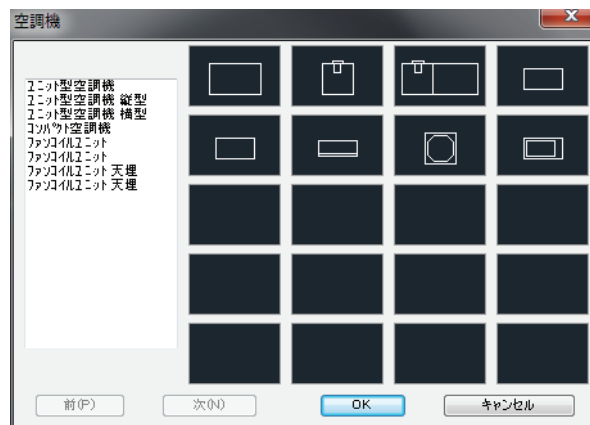 空調機
ﾕﾆｯﾄ型空調機
ﾕﾆｯﾄ型空調機 縦型
ﾕﾆｯﾄ型空調機 横型
ｺﾝﾊﾟｸﾄ空調機
ﾌｧﾝｺｲﾙﾕﾆｯﾄ
ﾌｧﾝｺｲﾙﾕﾆｯﾄ
ﾌｧﾝｺｲﾙﾕﾆｯﾄ 天埋
ﾌｧﾝｺｲﾙﾕﾆｯﾄ 天埋
前(P) 次(N) OK キャンセル